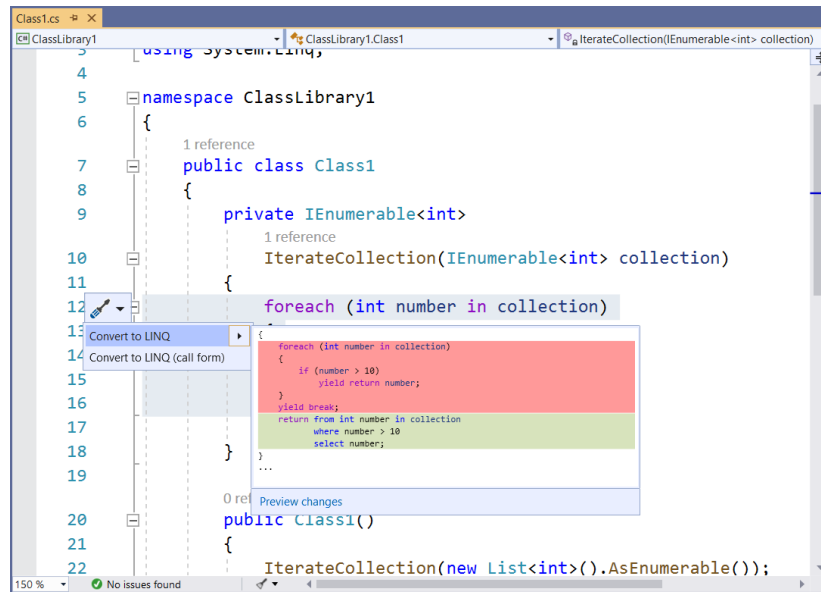 Class1.cs
ClassLibrary1
ClassLibrary1.Class1
IterateCollection(IEnumerable<int> collection)
3 using System.Linq;
4
5 namespace ClassLibrary1
6 {
1 reference
7 public class Class1
8 {
9 private IEnumerable<int>
1 reference
10 IterateCollection(IEnumerable<int> collection)
11 {
12 foreach (int number in collection)
13
Convert to LINQ
14
Convert to LINQ (call form)
15
16
17
18 }
19
{
foreach (int number in collection)
{
if (number > 10)
yield return number;
}
yield break;
return from int number in collection
where number > 10
select number;
}
...
Preview changes
0 ref
20 public Class1()
21 {
22 IterateCollection(new List<int>().AsEnumerable());
150 %
No issues found